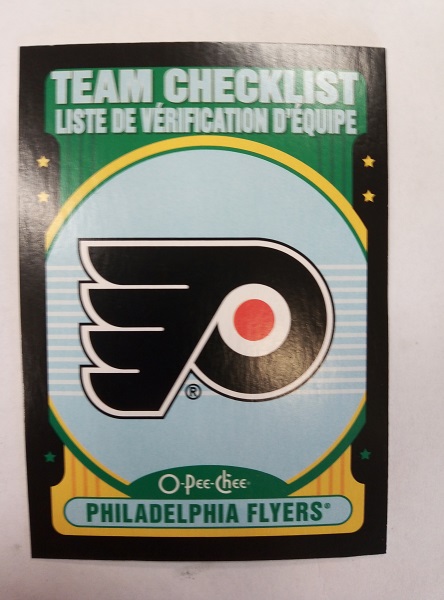 TEAM CHECKLIST
LISTE DE VÉRIFICATION D'ÉQUIPE
®
O-Pee-Chee®
PHILADELPHIA FLYERS®